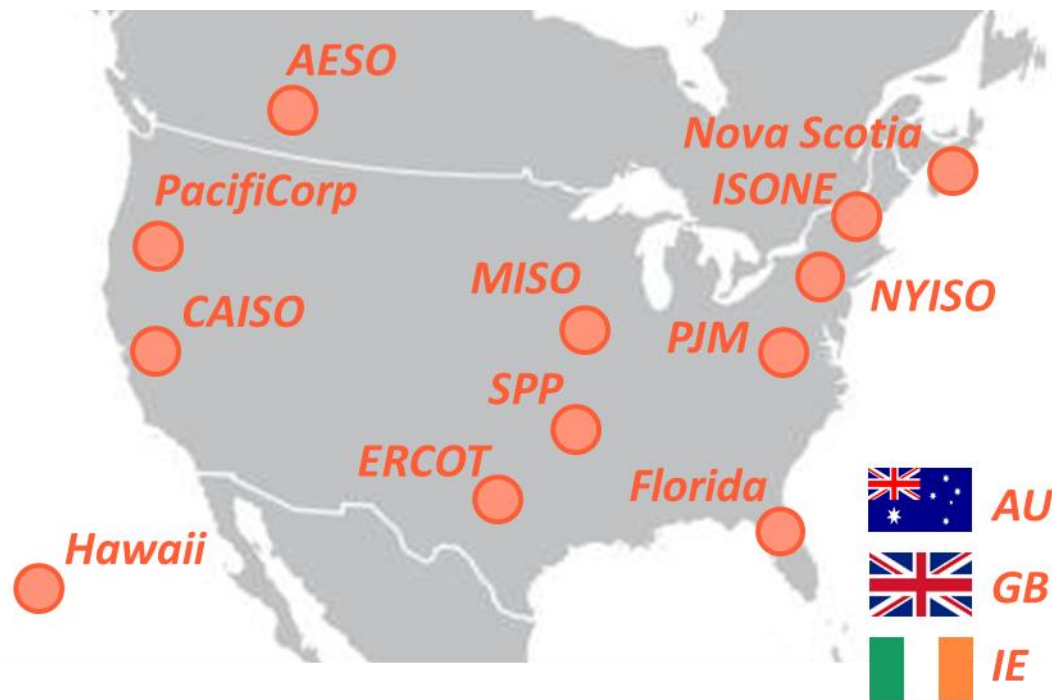 AESO
Nova Scotia
PacifiCorp
ISONE
MISO
NYISO
CAISO
PJM
SPP
ERCOT
Florida
AU
Hawaii
GB
IE